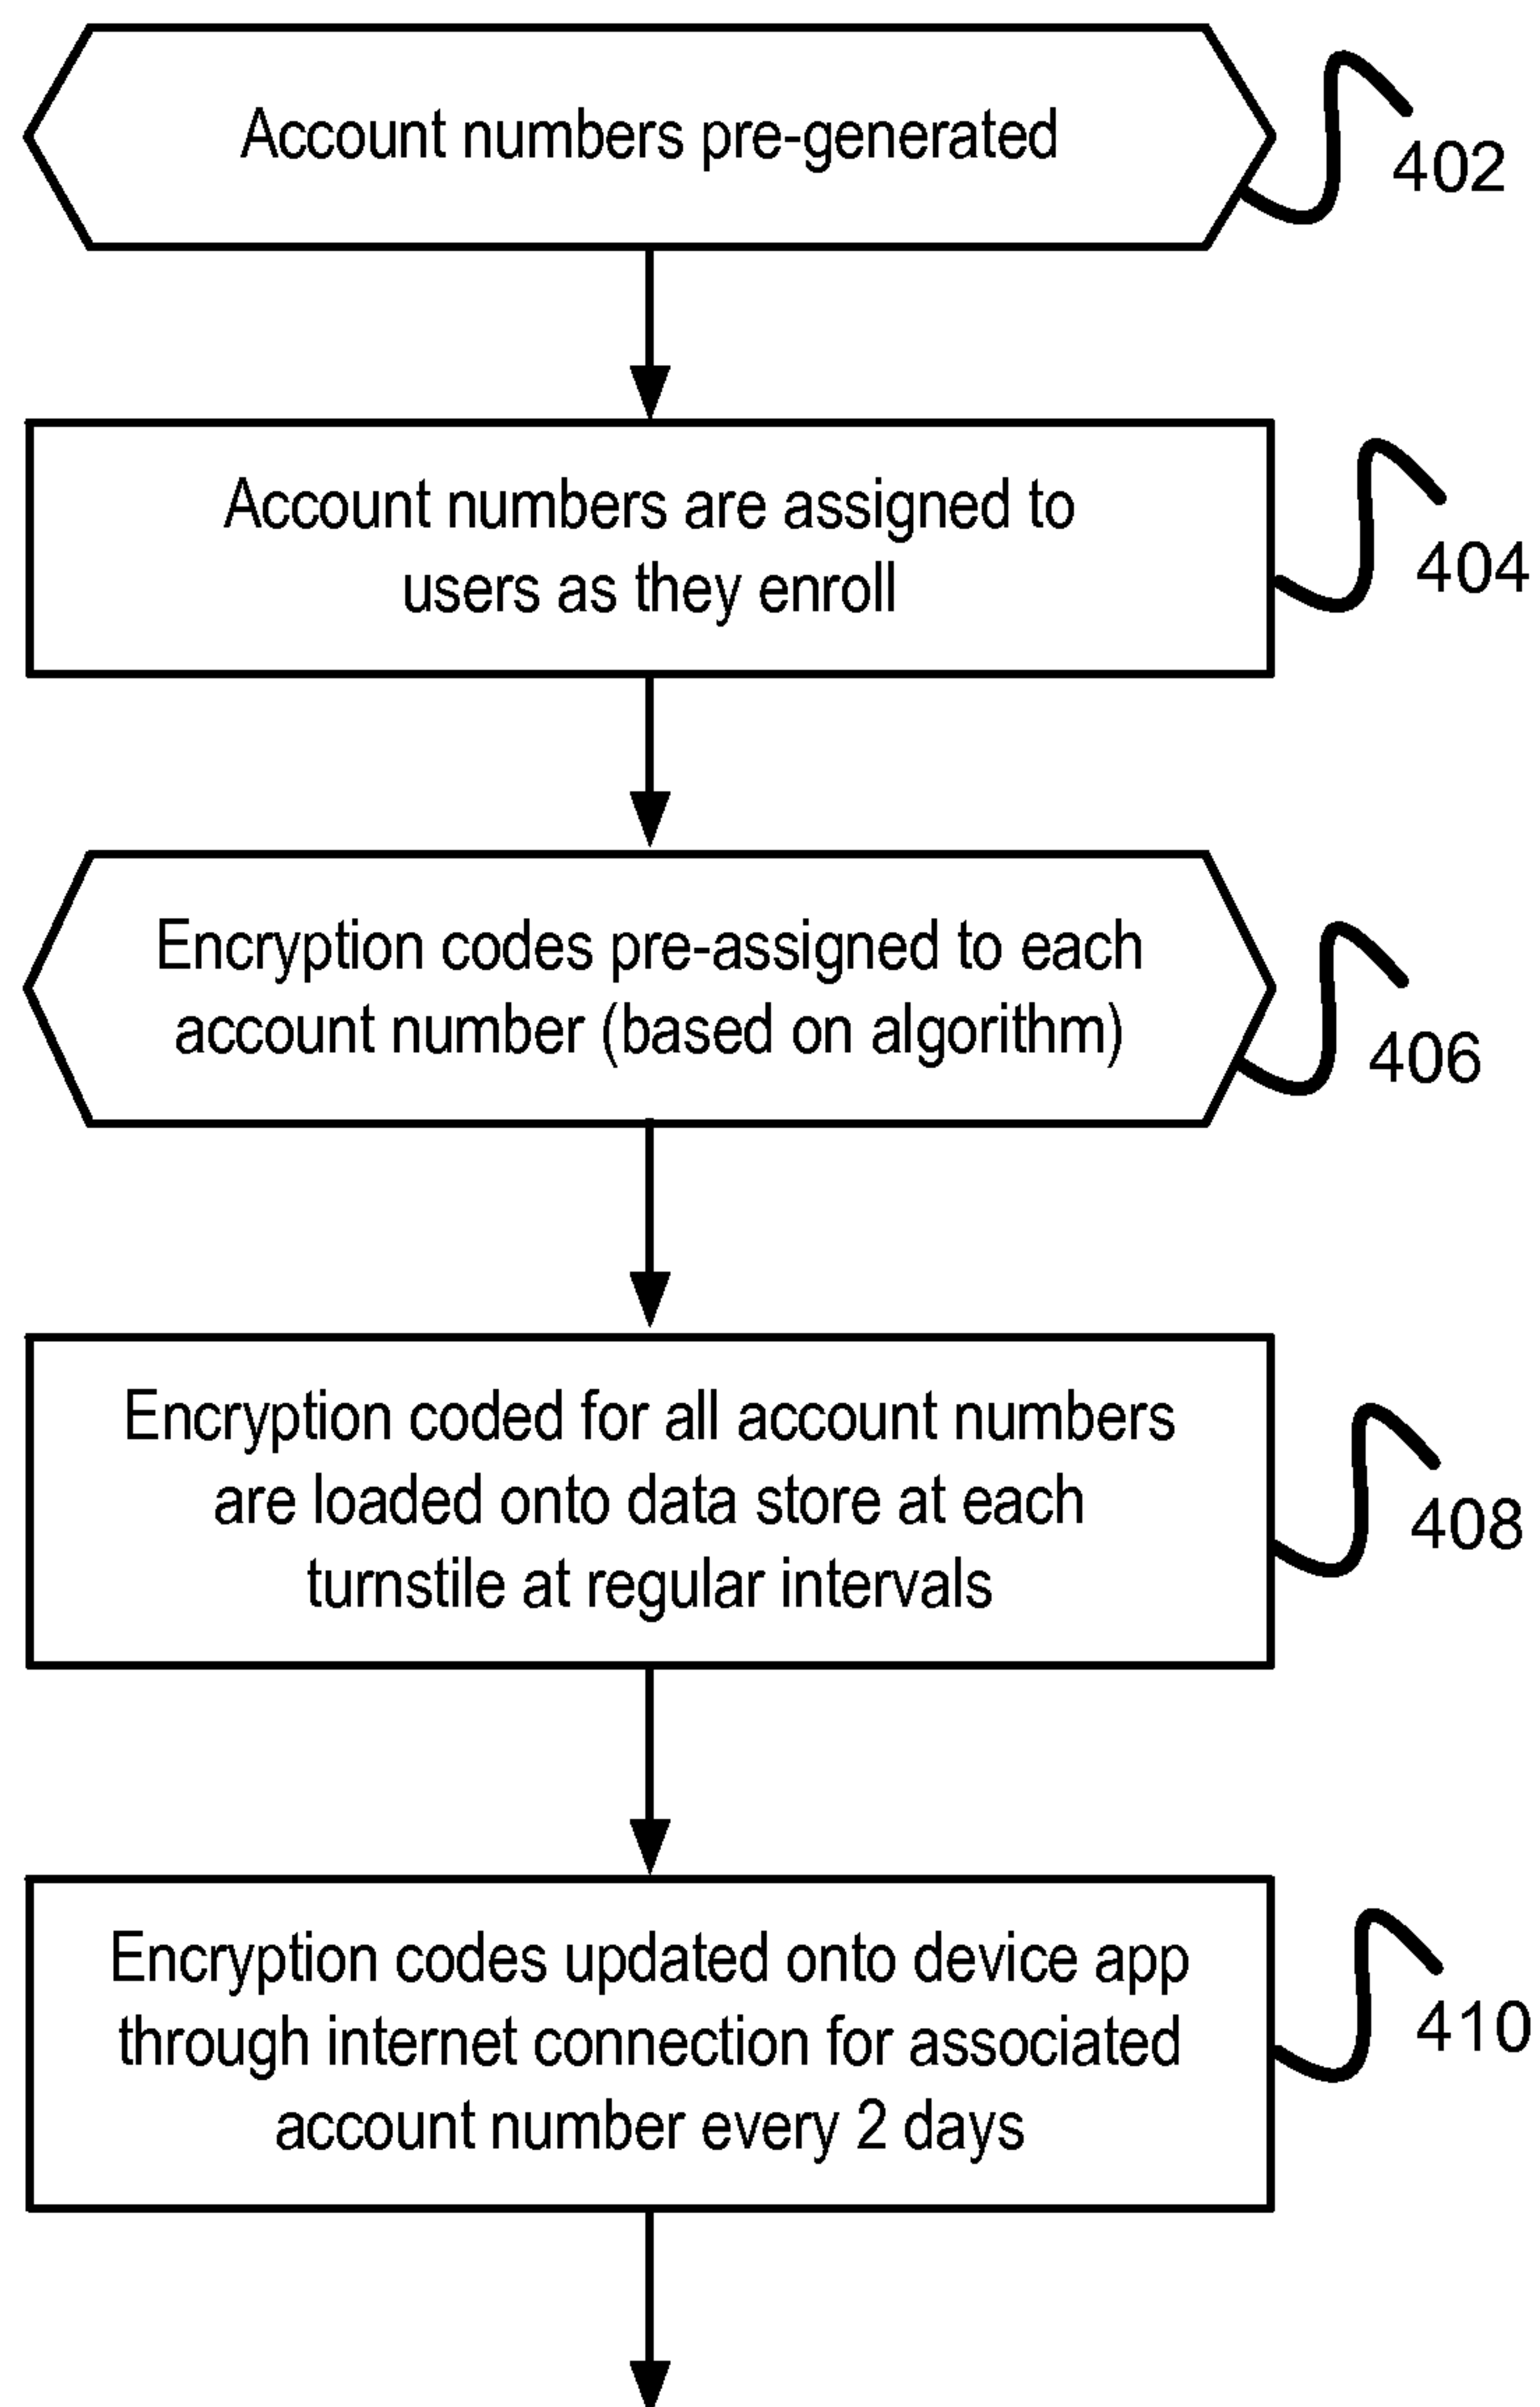 Account numbers pre-generated
402
Account numbers are assigned to
users as they enroll
404
Encryption codes pre-assigned to each
account number (based on algorithm)
406
Encryption coded for all account numbers
are loaded onto data store at each
turnstile at regular intervals
408
Encryption codes updated onto device app
through internet connection for associated
account number every 2 days
410